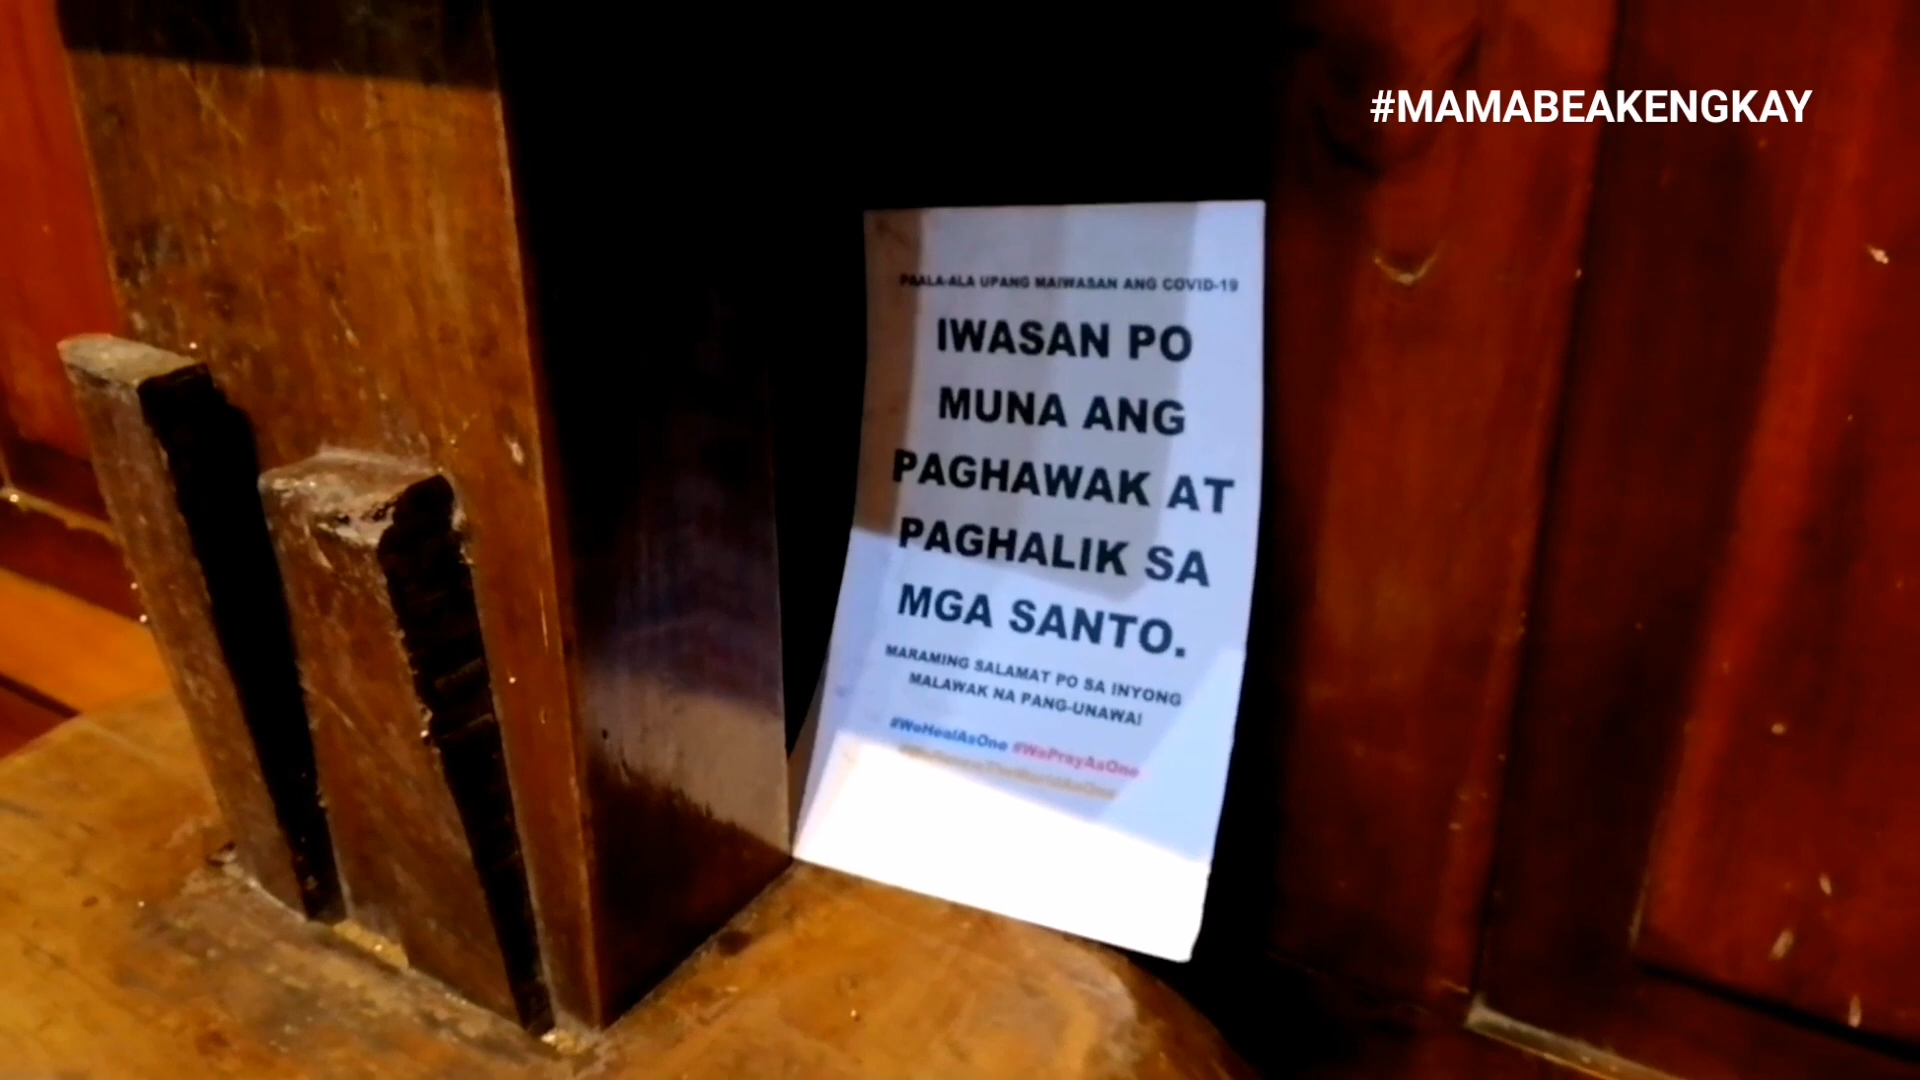 #MAMABEAKENGKAY
PAALA-ALA UPANG MAIWASAN ANG COVID-19
IWASAN PO
MUNA ANG
PAGHAWAK AT
PAGHALIK SA
MGA SANTO.
MARAMING SALAMAT PO SA INYONG
MALAWAK NA PANG-UNAWA!
#WeHealAsOne #WePrayAsOne